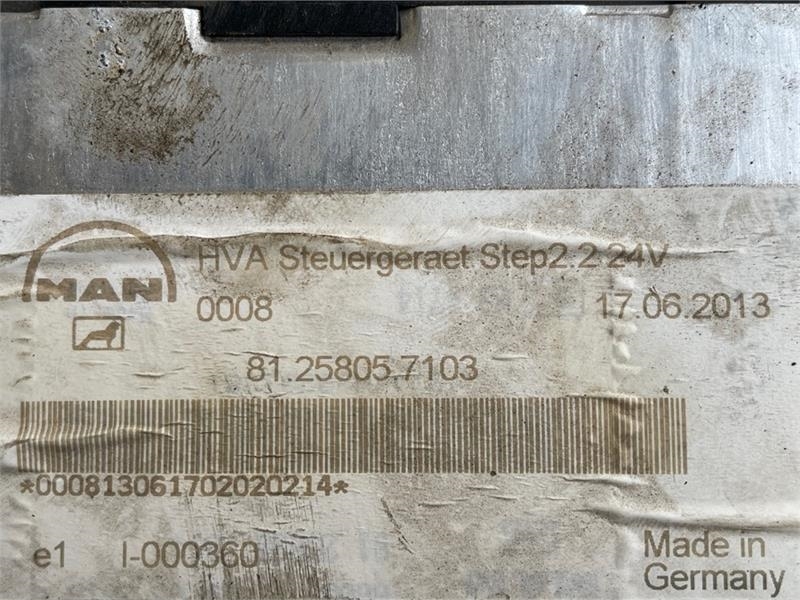 MAN
HVA Steuergeraet Step2.2 24V
0008 17.06.2013
81.25805.7103
*000813061702020214*
e1 I-000360
Made in
Germany